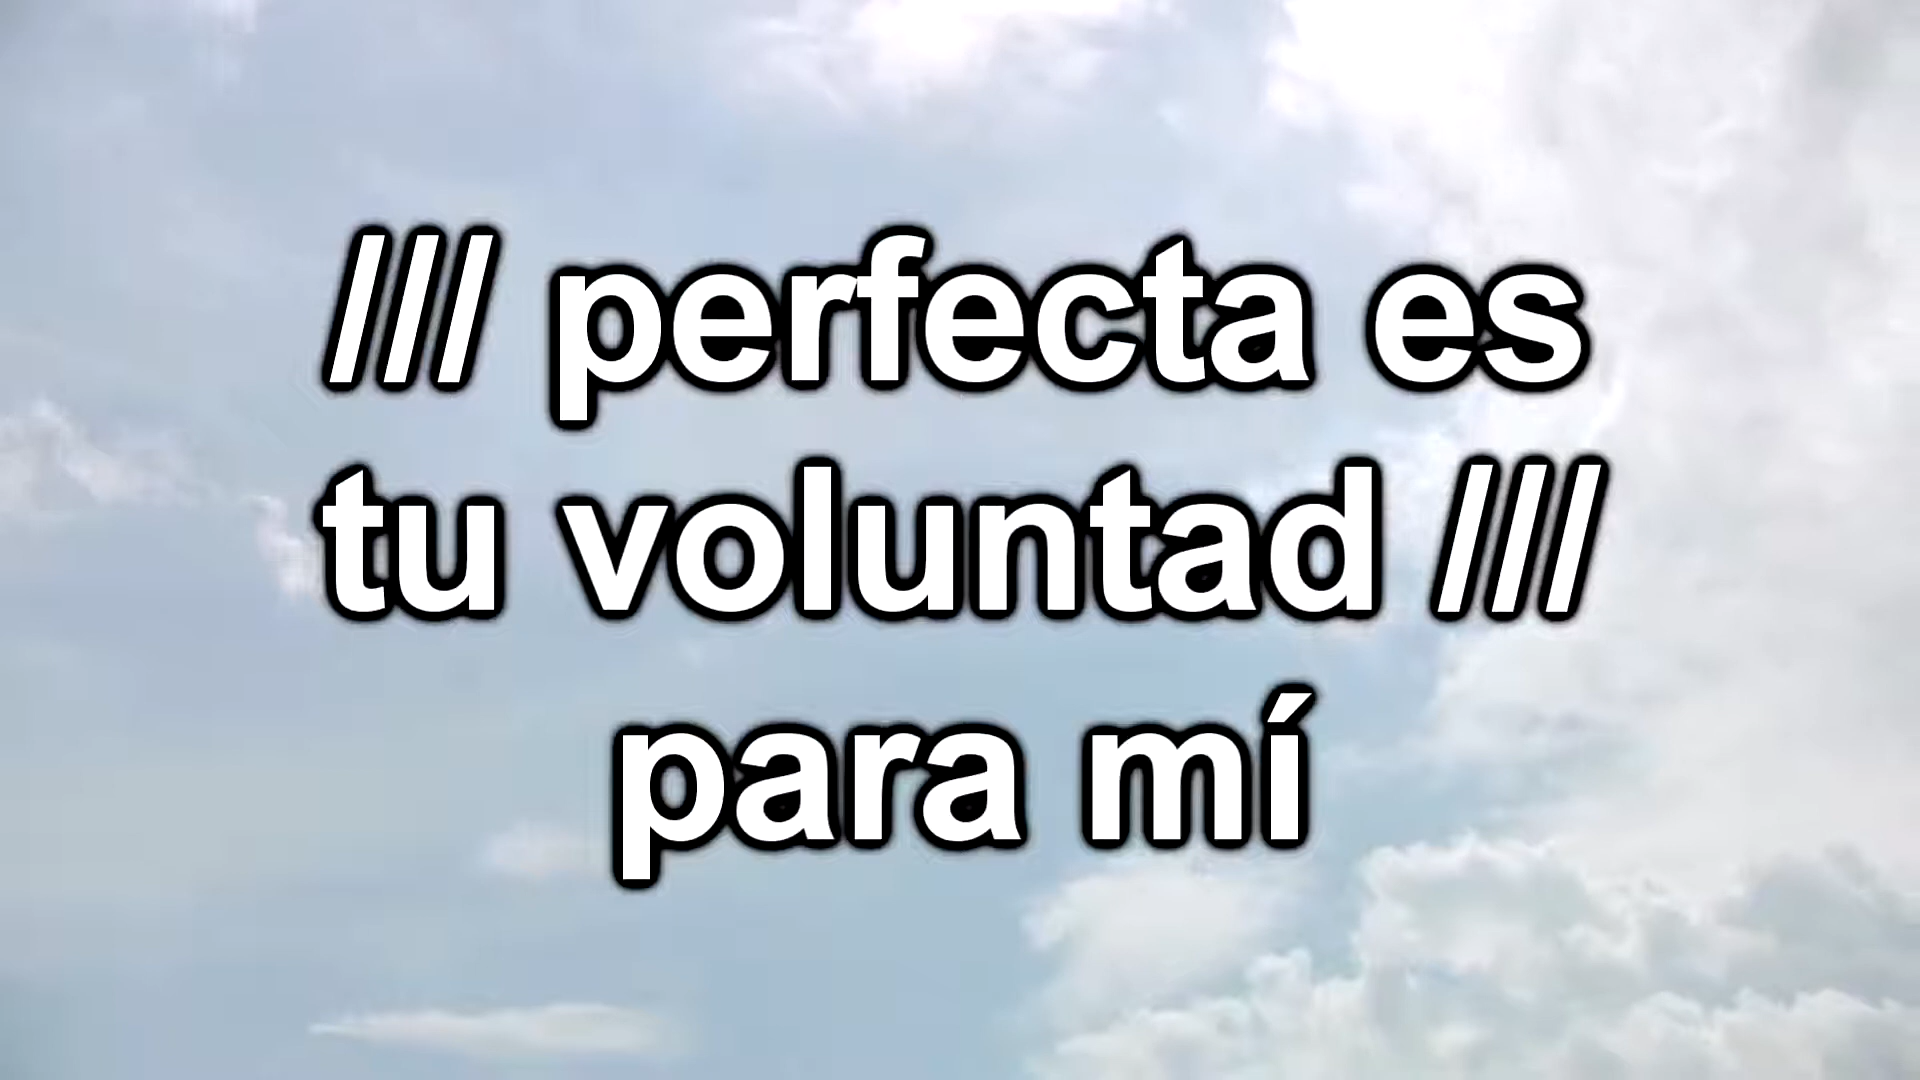 /// perfecta es
tu voluntad ///
para mí